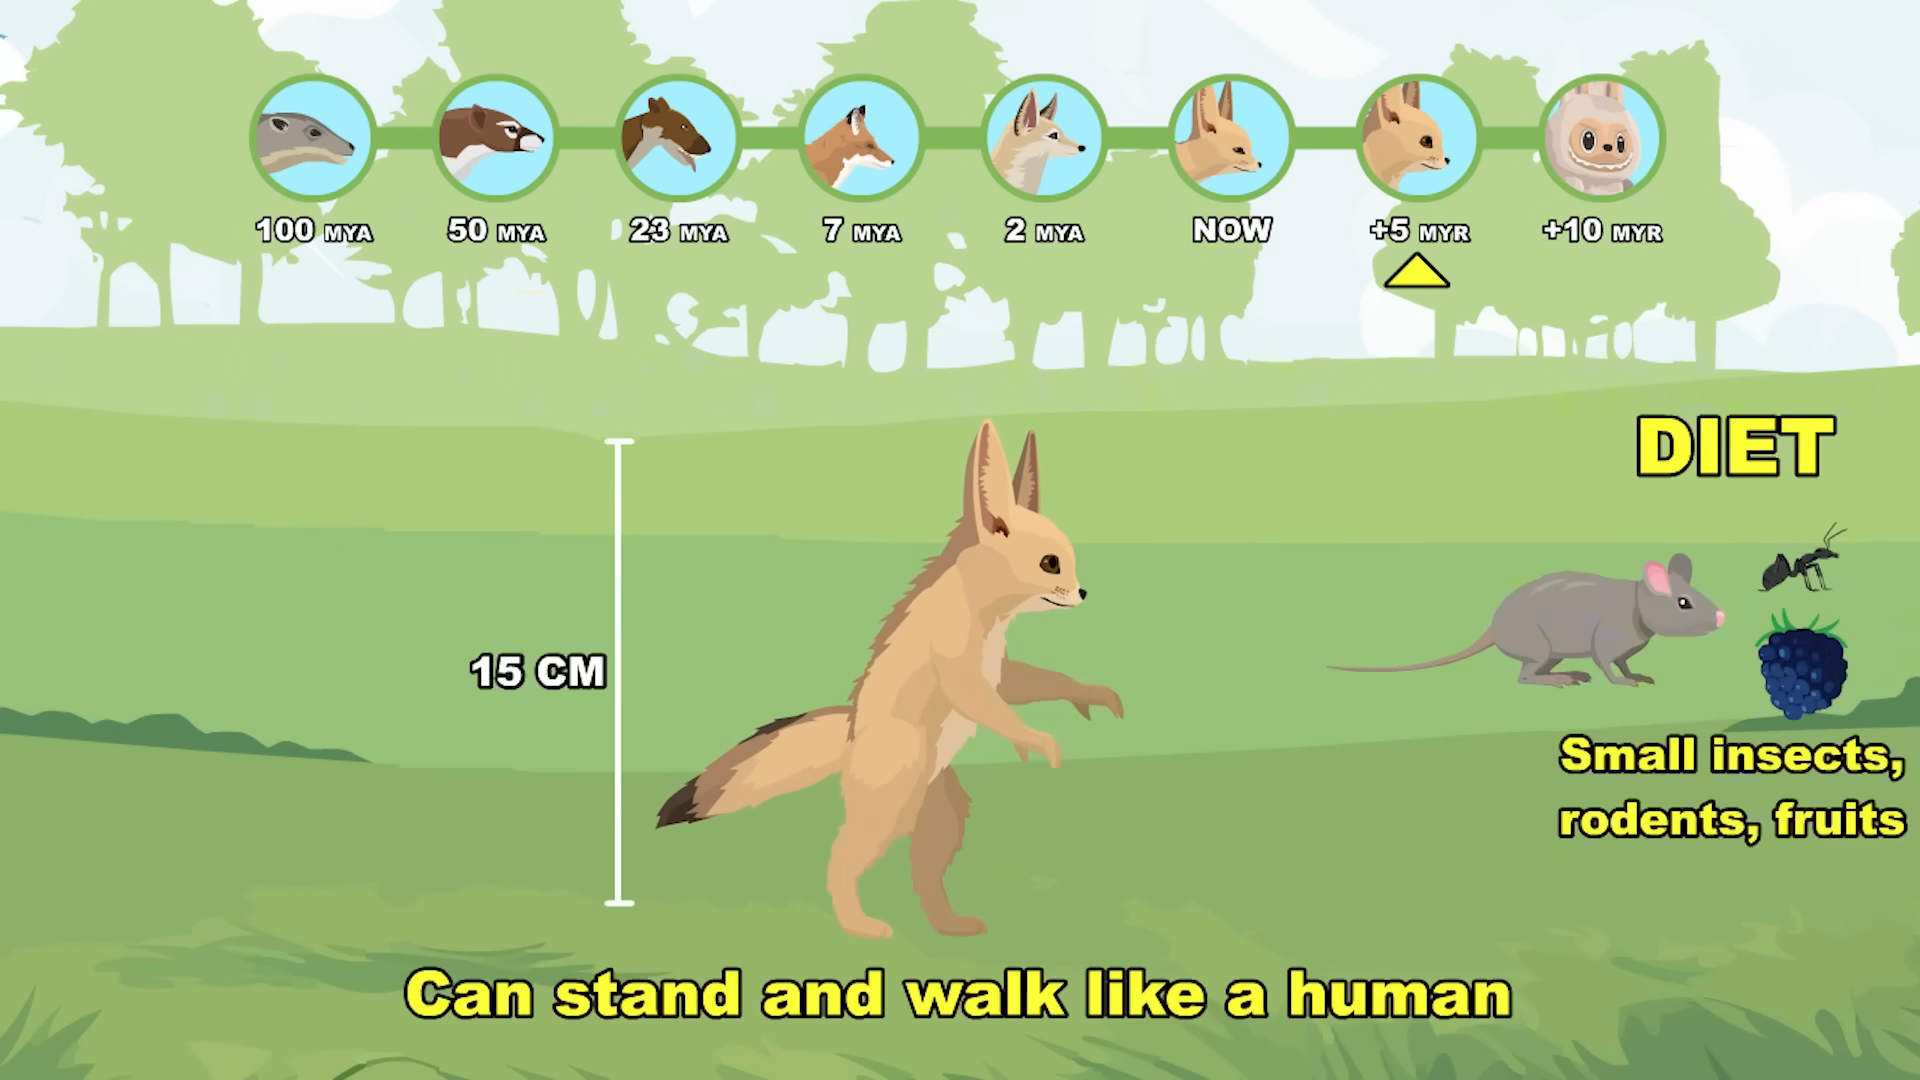 100 MYA
50 MYA
23 MYA
7 MYA
2 MYA
NOW
+5 MYR
+10 MYR
DIET
15 CM
Small insects,
rodents, fruits
Can stand and walk like a human